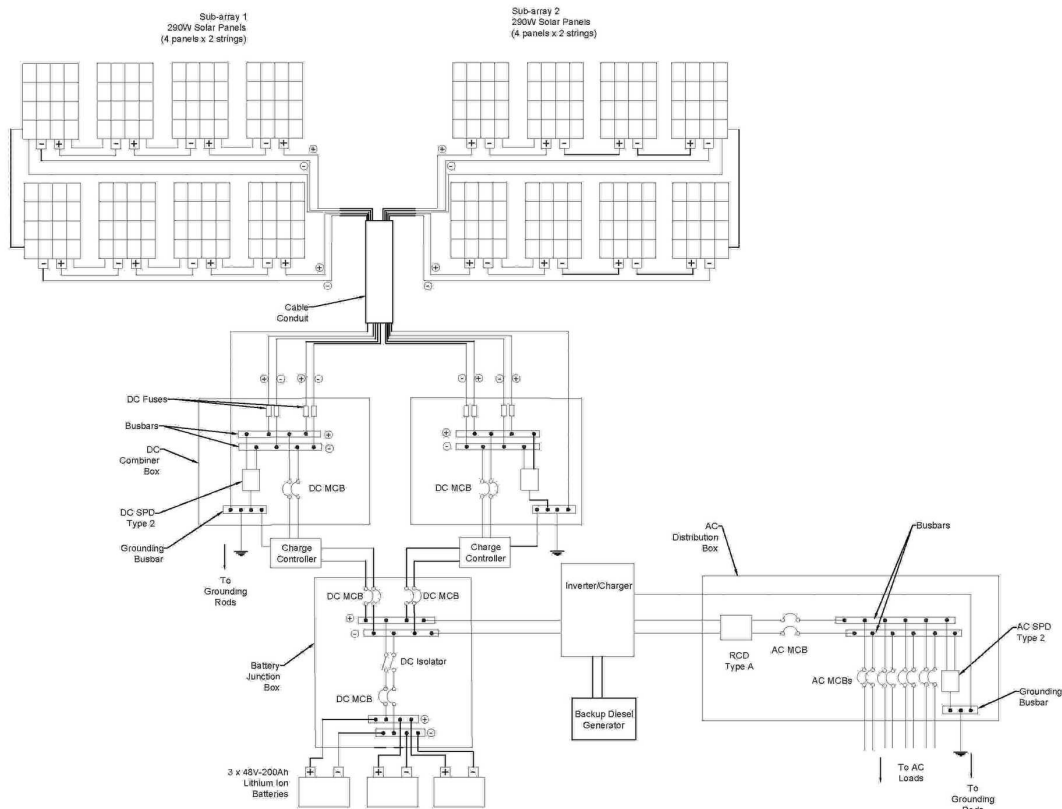 Sub-array 1
290W Solar Panels
(4 panels x 2 strings)
Sub-array 2
290W Solar Panels
(4 panels x 2 strings)
- + - + - + - +
+ - + - + - + -
+
-
+
-
- + - + - + - +
+ - + - + - + -
+
-
+
-
Cable
Conduit
+ - + -
+ - + -
DC Fuses
Busbars
+
-
+
-
DC
Combiner
Box
DC MCB
DC MCB
DC SPD
Type 2
Grounding
Busbar
Charge
Controller
Charge
Controller
To
Grounding
Rods
AC
Distribution
Box
Busbars
DC MCB
DC MCB
Inverter/Charger
+
-
RCD
Type A
AC MCB
AC SPD
Type 2
Battery
Junction
Box
DC Isolator
DC MCB
AC MCBs
Grounding
Busbar
+
-
Backup Diesel
Generator
3 x 48V-200Ah
Lithium Ion
Batteries
+ - + - + -
To AC
Loads
To
Grounding